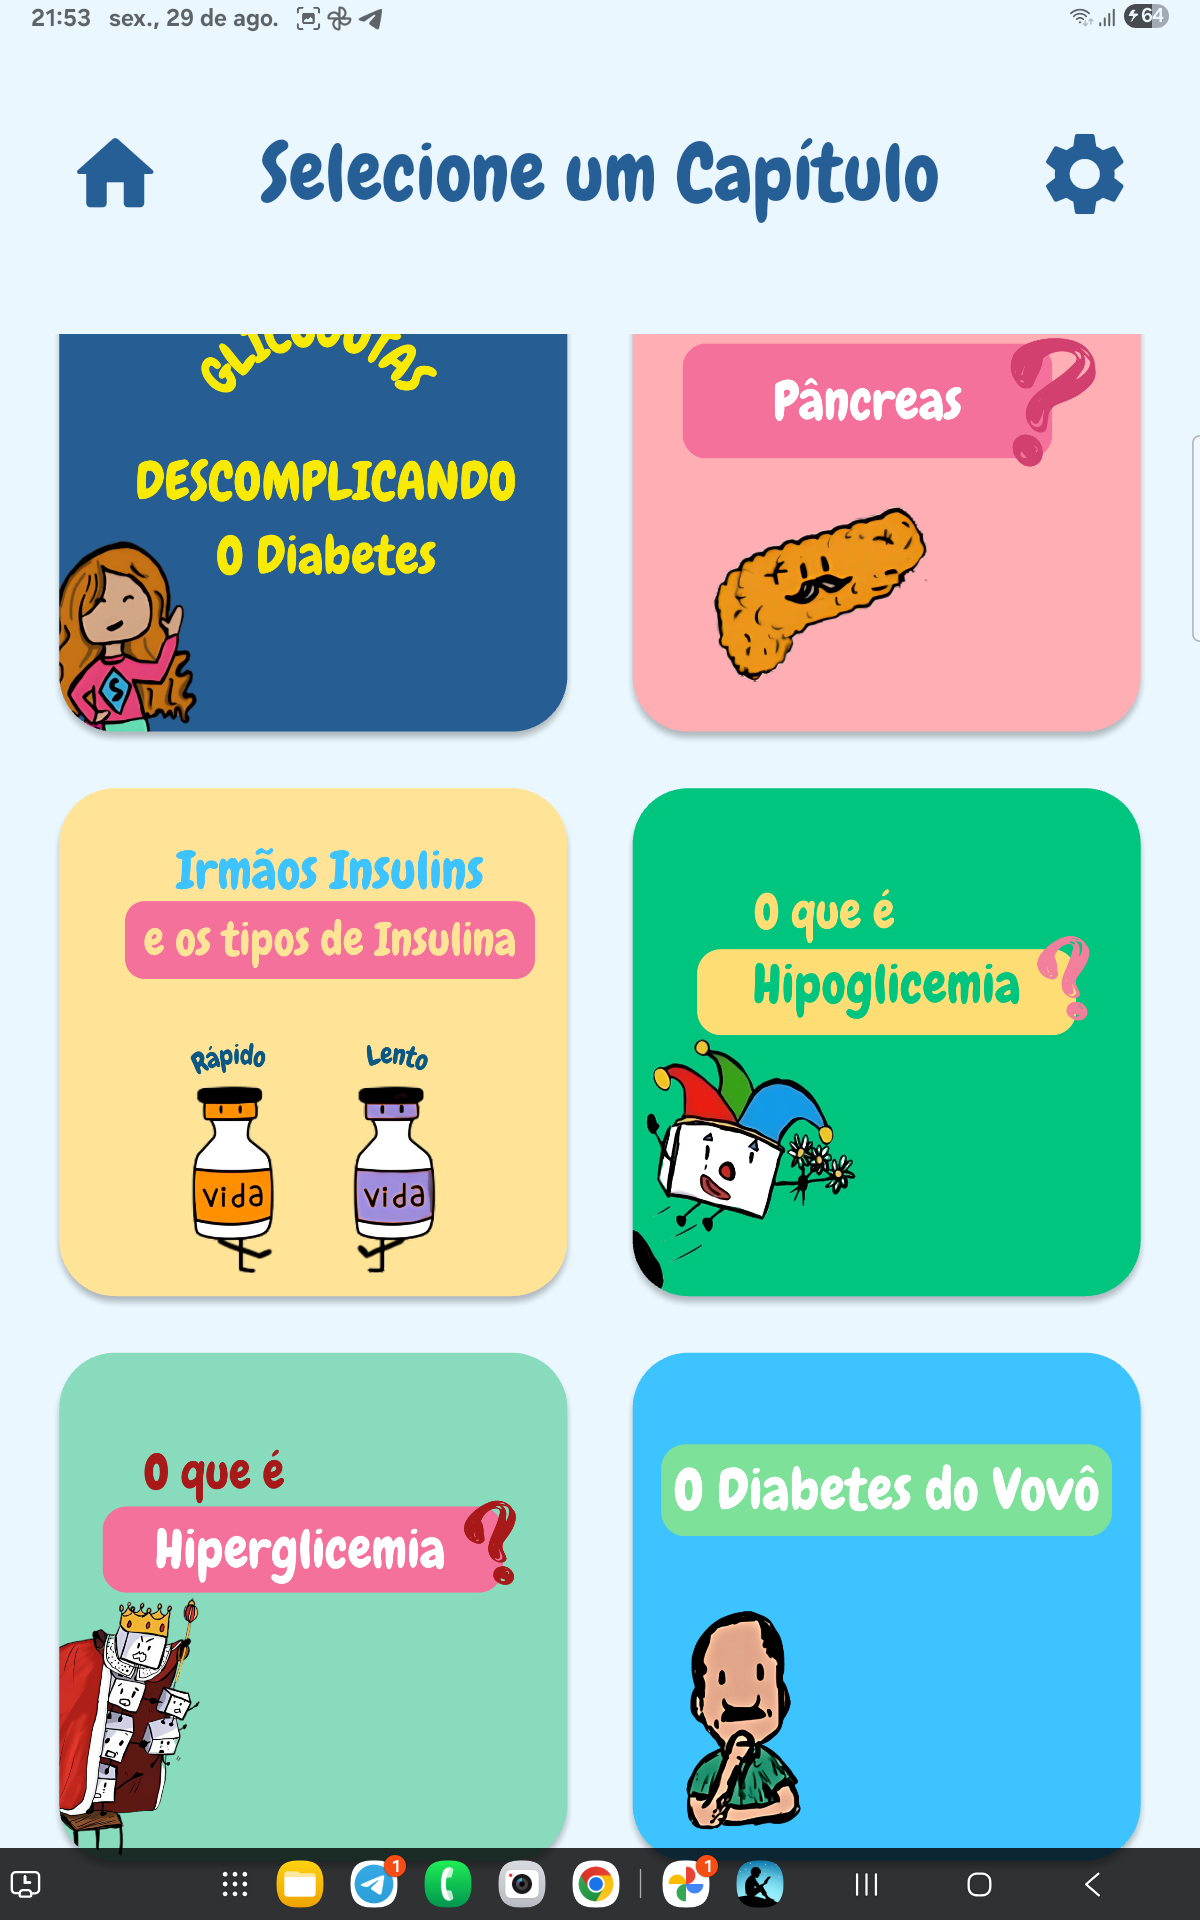 21:53 sex., 29 de ago.
64
Selecione um Capítulo
DESCOMPLICANDO
O Diabetes
S
Pâncreas
?
Irmãos Insulins
e os tipos de Insulina
Rápido
Lento
vida
vida
O que é
Hipoglicemia
?
O que é
Hiperglicemia
?
O Diabetes do Vovô
1
1